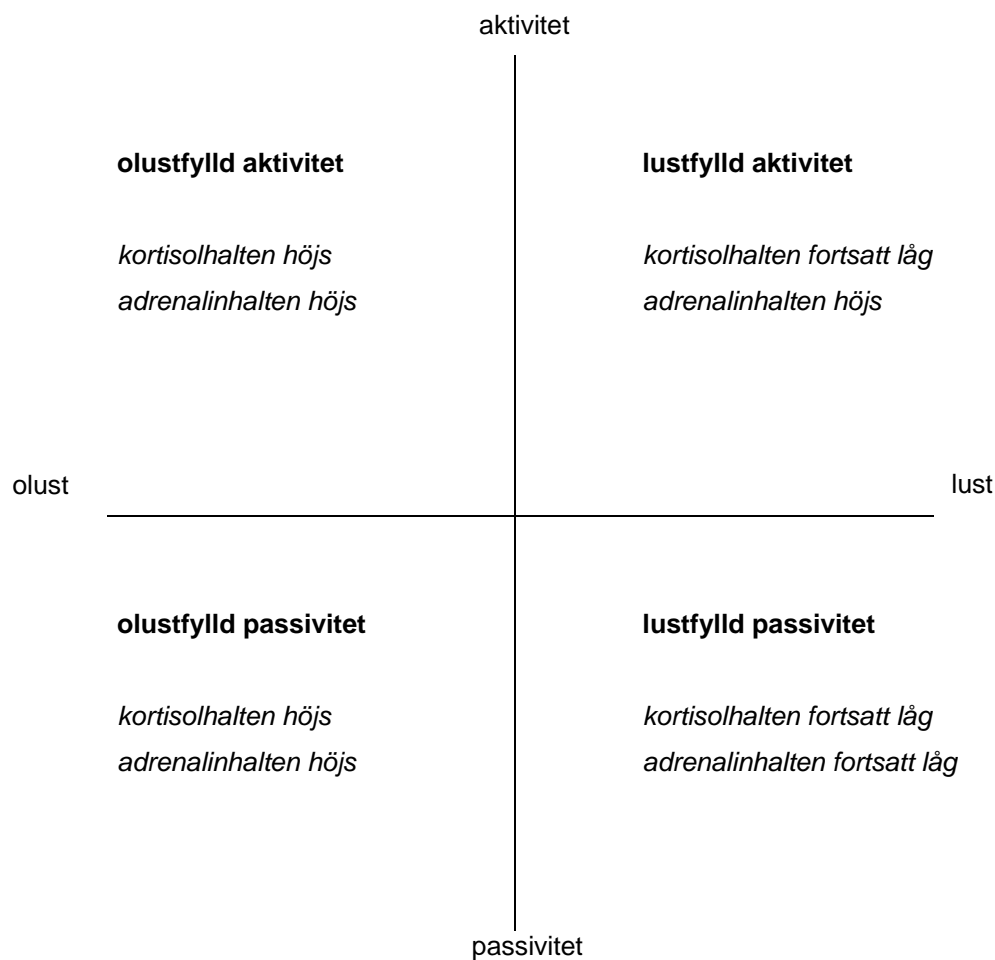 aktivitet
olustfylld aktivitet
lustfylld aktivitet
kortisolhalten höjs
kortisolhalten fortsatt låg
adrenalinhalten höjs
adrenalinhalten höjs
olust
lust
olustfylld passivitet
lustfylld passivitet
kortisolhalten höjs
kortisolhalten fortsatt låg
adrenalinhalten höjs
adrenalinhalten fortsatt låg
passivitet